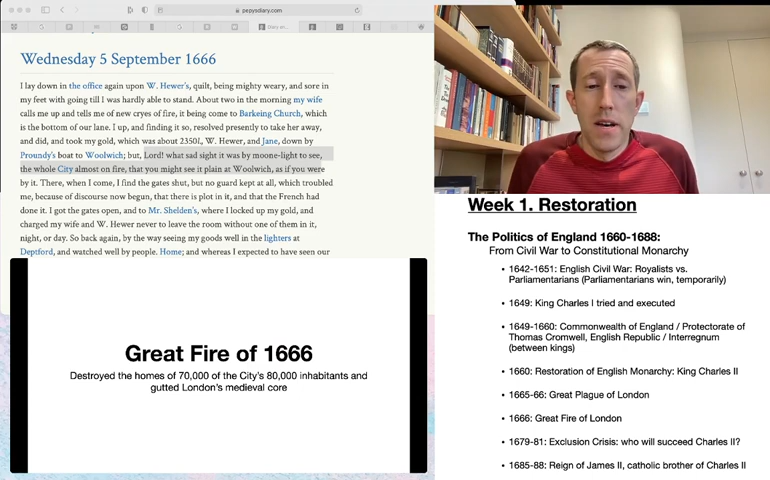 pepysdiary.com
Wednesday 5 September 1666
I lay down in the office again upon W. Hewer's, quilt, being mighty weary, and sore in
my feet with going till I was hardly able to stand. About two in the morning my wife
calls me up and tells me of new cryes of fire, it being come to Barkeing Church, which
is the bottom of our lane. I up, and finding it so, resolved presently to take her away,
and did, and took my gold, which was about 2350l., W. Hewer, and Jane, down by
Proundy's boat to Woolwich; but, Lord! what sad sight it was by moone-light to see,
the whole City almost on fire, that you might see it plain at Woolwich, as if you were
by it. There, when I come, I find the gates shut, but no guard kept at all, which troubled
me, because of discourse now begun, that there is plot in it, and that the French had
done it. I got the gates open, and to Mr. Shelden's, where I locked up my gold, and
charged my wife and W. Hewer never to leave the room without one of them in it,
night, or day. So back again, by the way seeing my goods well in the lighters at
Deptford, and watched well by people. Home; and whereas I expected to have seen our
Great Fire of 1666
Destroyed the homes of 70,000 of the City's 80,000 inhabitants and
gutted London's medieval core
Week 1. Restoration
The Politics of England 1660-1688:
From Civil War to Constitutional Monarchy
• 1642-1651: English Civil War: Royalists vs.
Parliamentarians (Parliamentarians win, temporarily)
• 1649: King Charles I tried and executed
• 1649-1660: Commonwealth of England / Protectorate of
Thomas Cromwell, English Republic / Interregnum
(between kings)
• 1660: Restoration of English Monarchy: King Charles II
• 1665-66: Great Plague of London
• 1666: Great Fire of London
• 1679-81: Exclusion Crisis: who will succeed Charles II?
• 1685-88: Reign of James II, catholic brother of Charles II